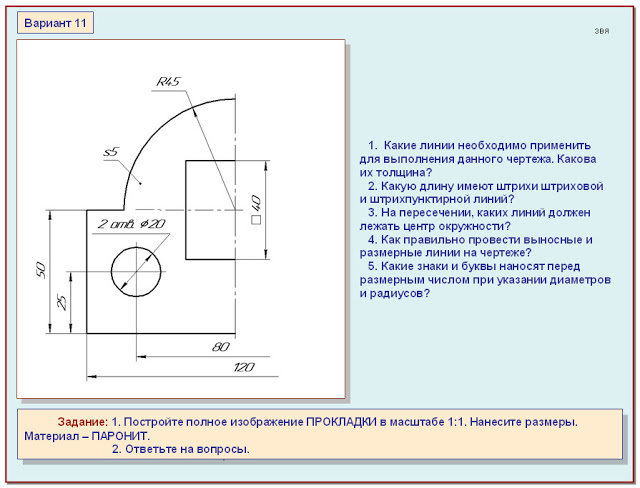 Вариант 11
звя
R45
s5
2 отв. ϕ20
□ 40
50
25
80
120
1. Какие линии необходимо применить
для выполнения данного чертежа. Какова
их толщина?
2. Какую длину имеют штрихи штриховой
и штрихпунктирной линий?
3. На пересечении, каких линий должен
лежать центр окружности?
4. Как правильно провести выносные и
размерные линии на чертеже?
5. Какие знаки и буквы наносят перед
размерным числом при указании диаметров
и радиусов?
Задание: 1. Постройте полное изображение ПРОКЛАДКИ в масштабе 1:1. Нанесите размеры.
Материал – ПАРОНИТ.
2. Ответьте на вопросы.